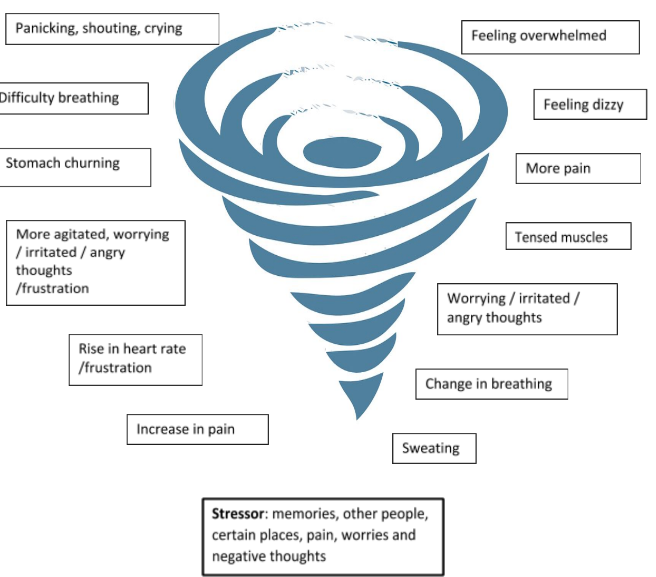 Panicking, shouting, crying
Feeling overwhelmed
Difficulty breathing
Feeling dizzy
Stomach churning
More pain
More agitated, worrying
/ irritated / angry
thoughts
/frustration
Tensed muscles
Worrying / irritated /
angry thoughts
Rise in heart rate
/frustration
Change in breathing
Increase in pain
Sweating
Stressor: memories, other people,
certain places, pain, worries and
negative thoughts